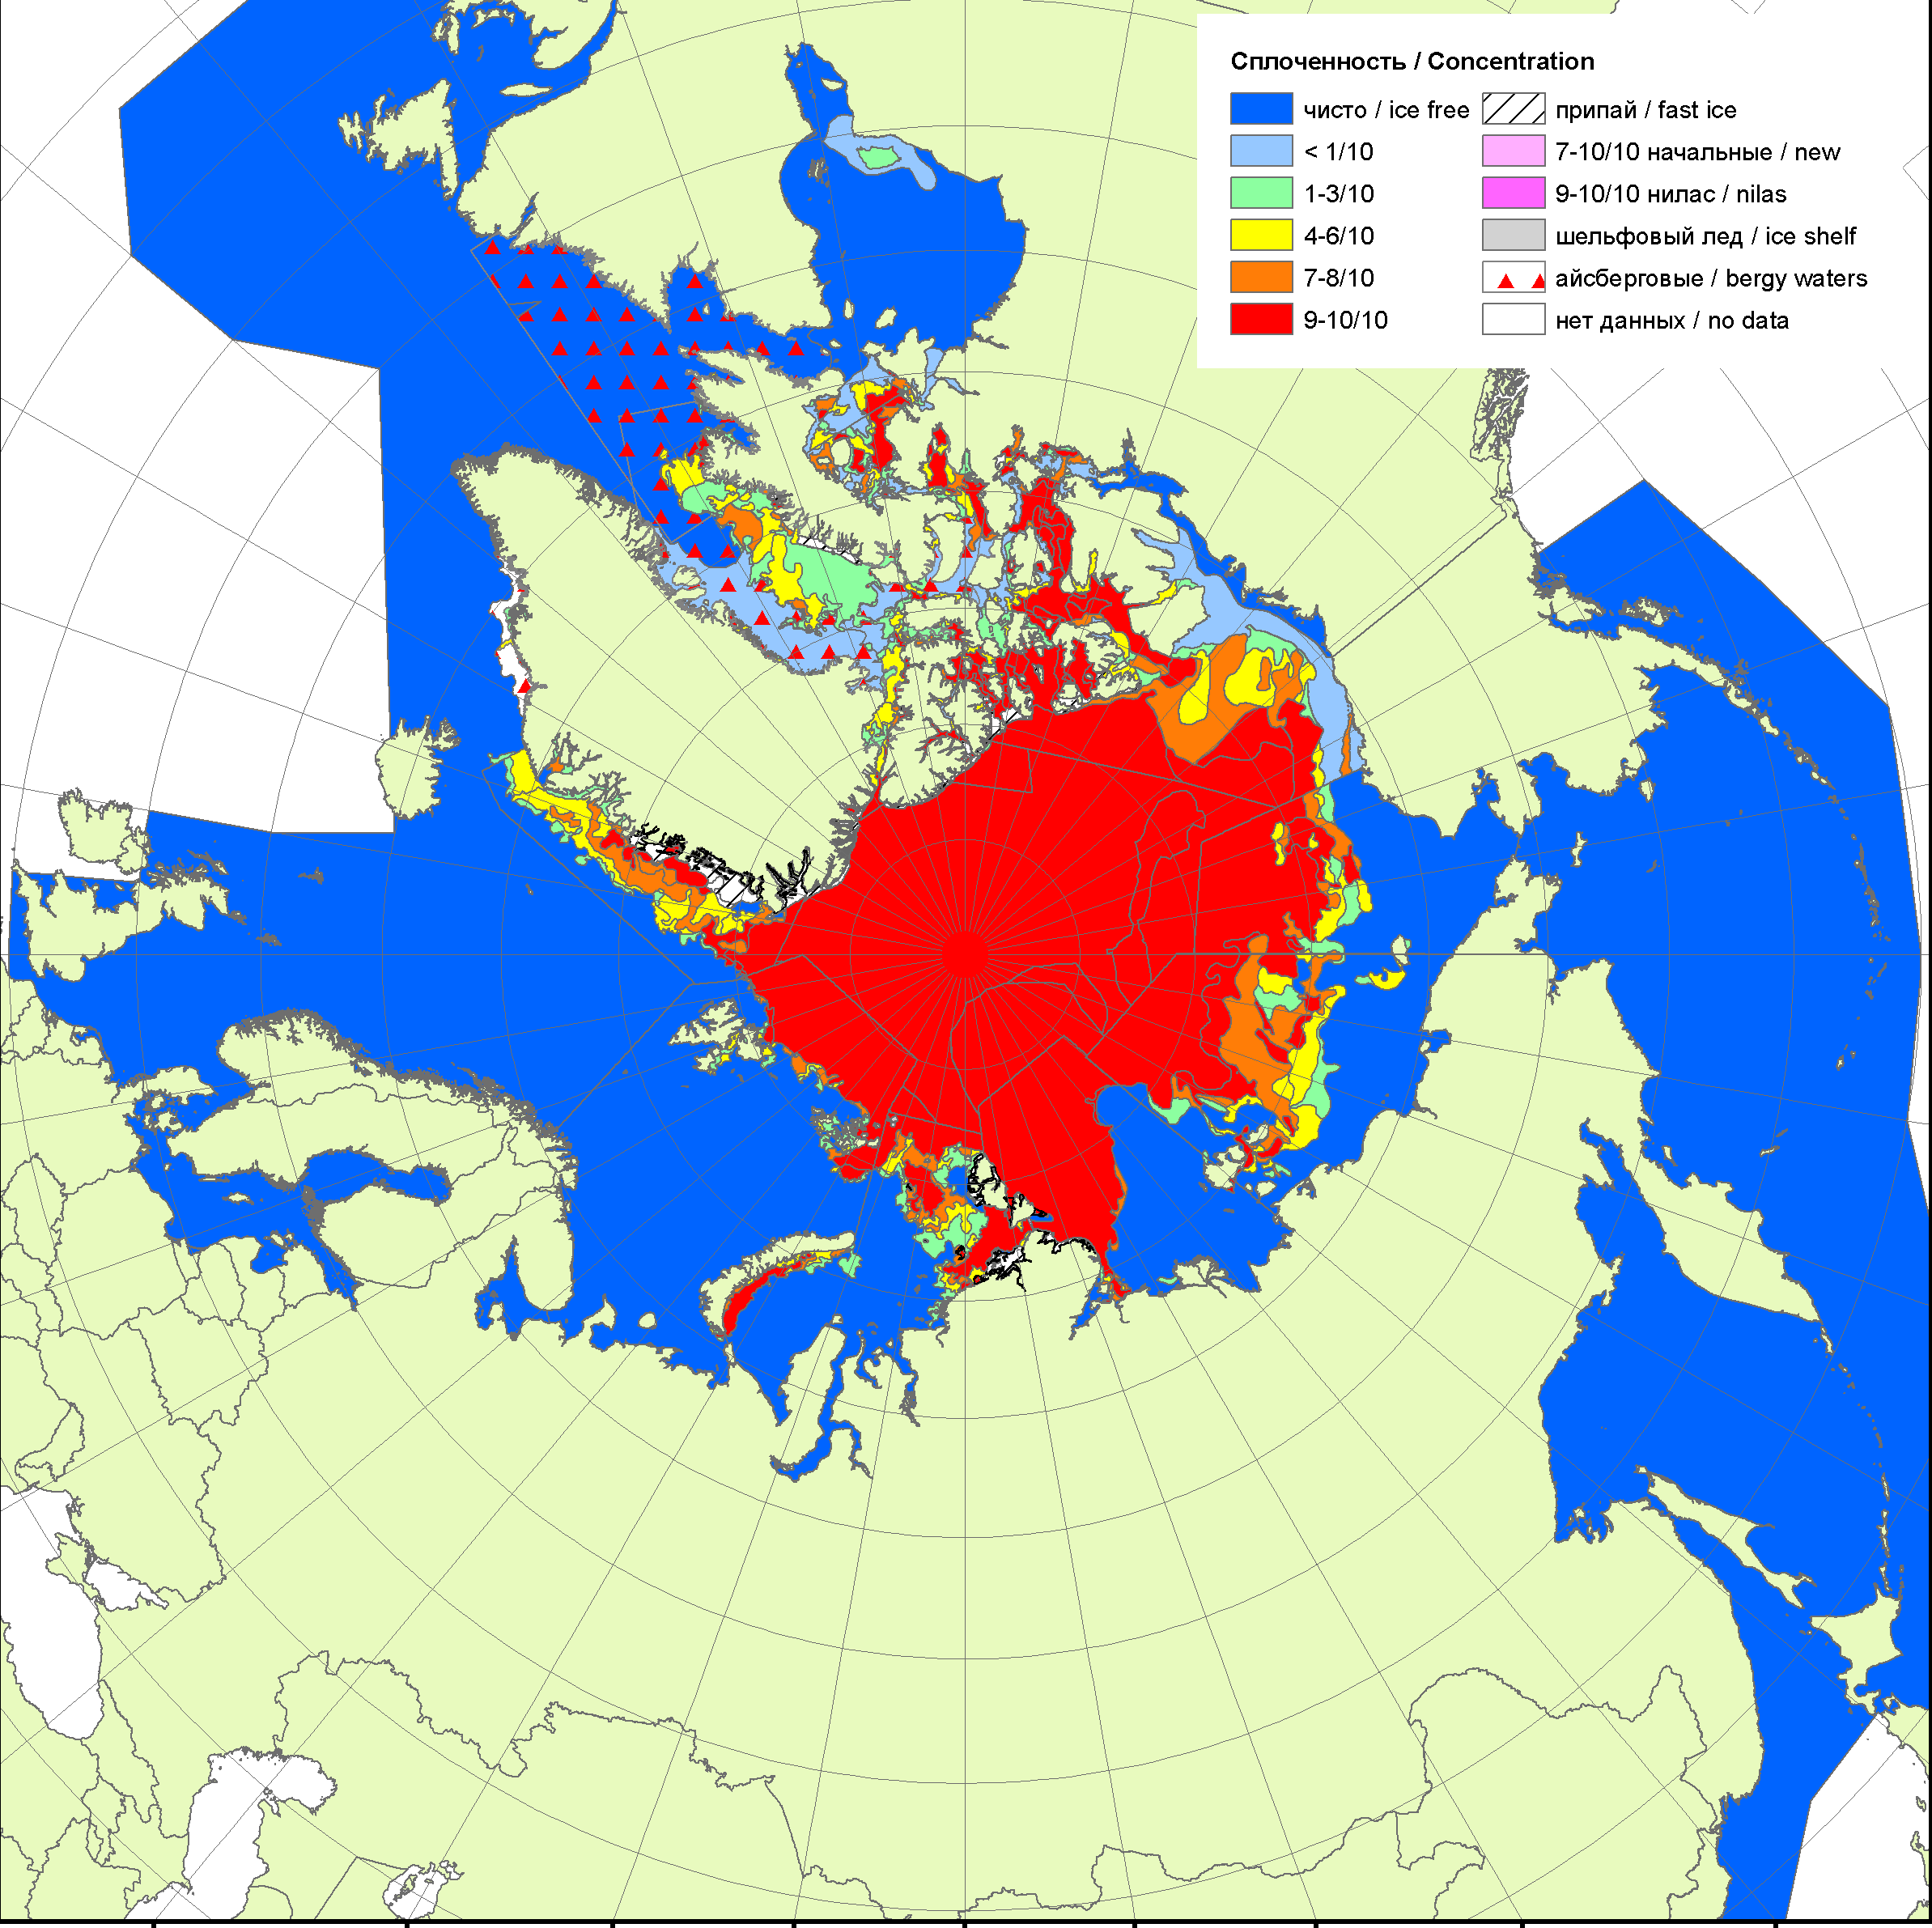 Сплоченность / Concentration
чисто / ice free
< 1/10
1-3/10
4-6/10
7-8/10
9-10/10
припай / fast ice
7-10/10 начальные / new
9-10/10 нилас / nilas
шельфовый лед / ice shelf
айсберговые / bergy waters
нет данных / no data